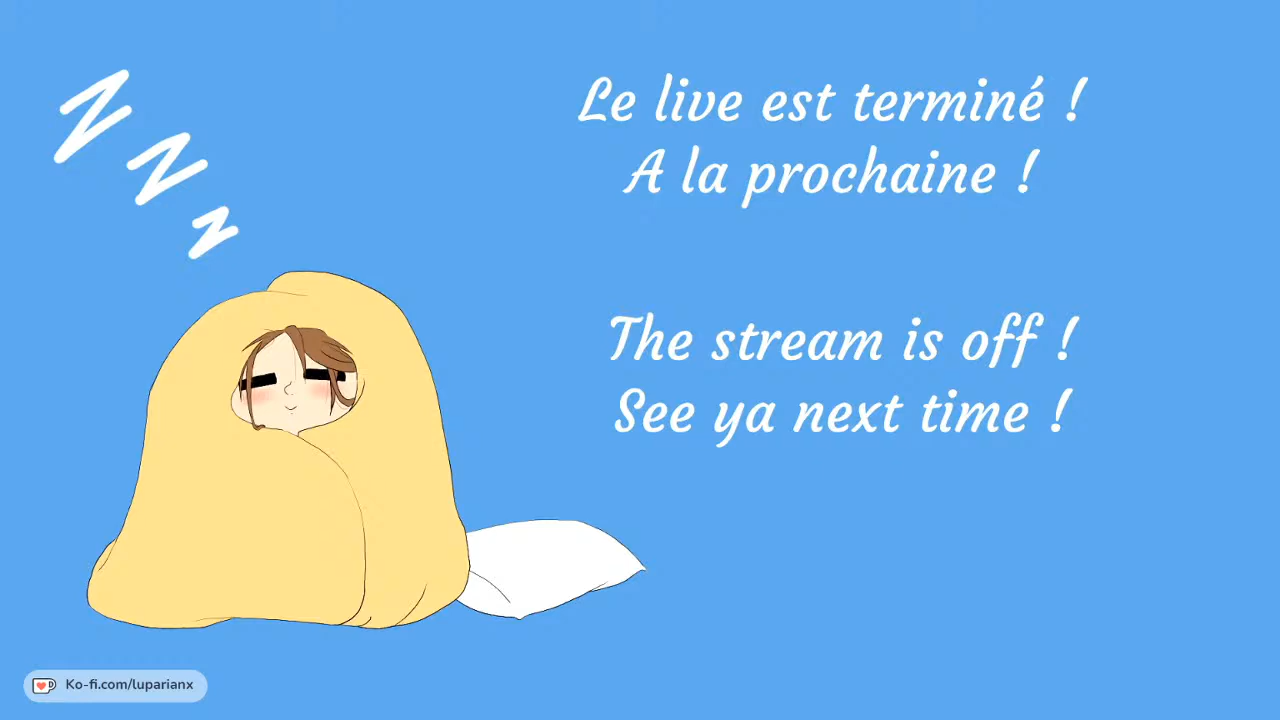 Z Z z
Le live est terminé !
A la prochaine !
The stream is off !
See ya next time !
Ko-fi.com/luparianx